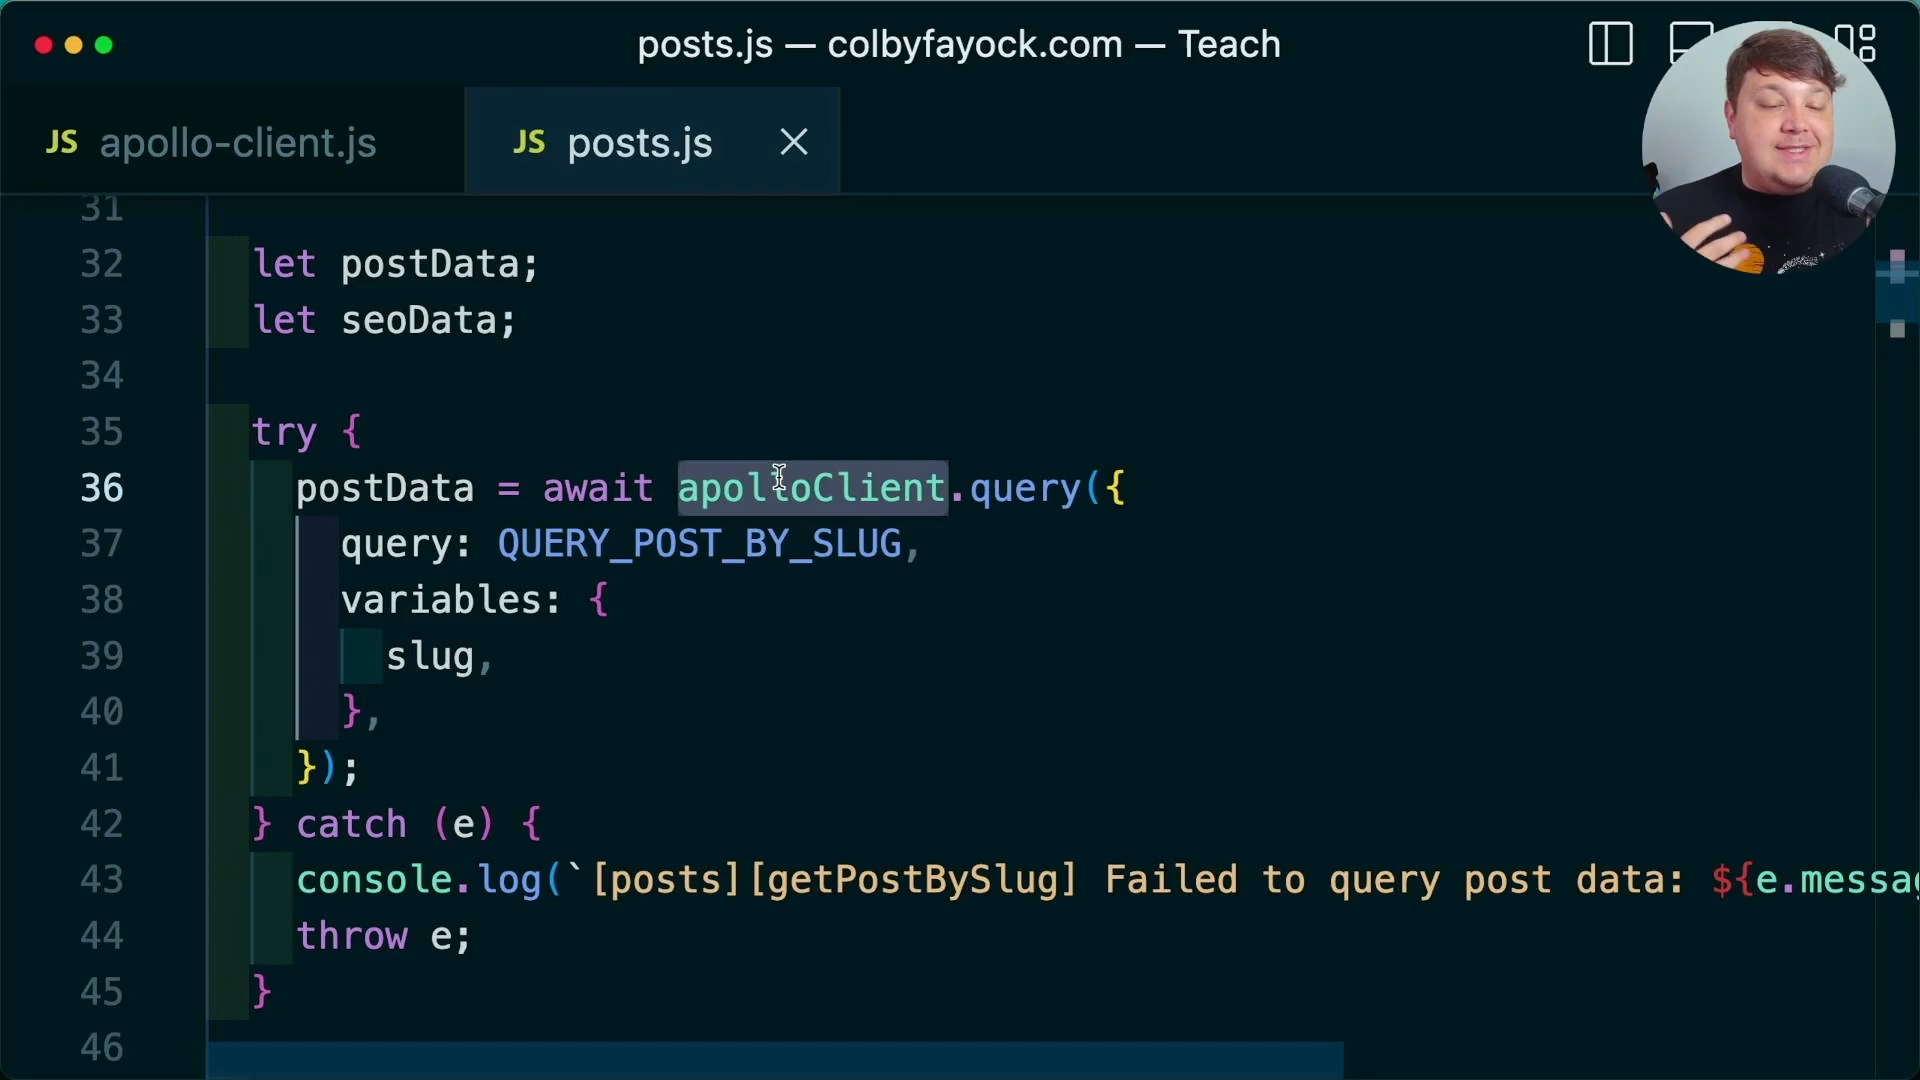 posts.js — colbyfayock.com — Teach
JS apollo-client.js
JS posts.js
31
32 let postData;
33 let seoData;
34
35 try {
36 postData = await apolloClient.query({
37 query: QUERY_POST_BY_SLUG,
38 variables: {
39 slug,
40 },
41 });
42 } catch (e) {
43 console.log(`[posts][getPostBySlug] Failed to query post data: ${e.messag
44 throw e;
45 }
46